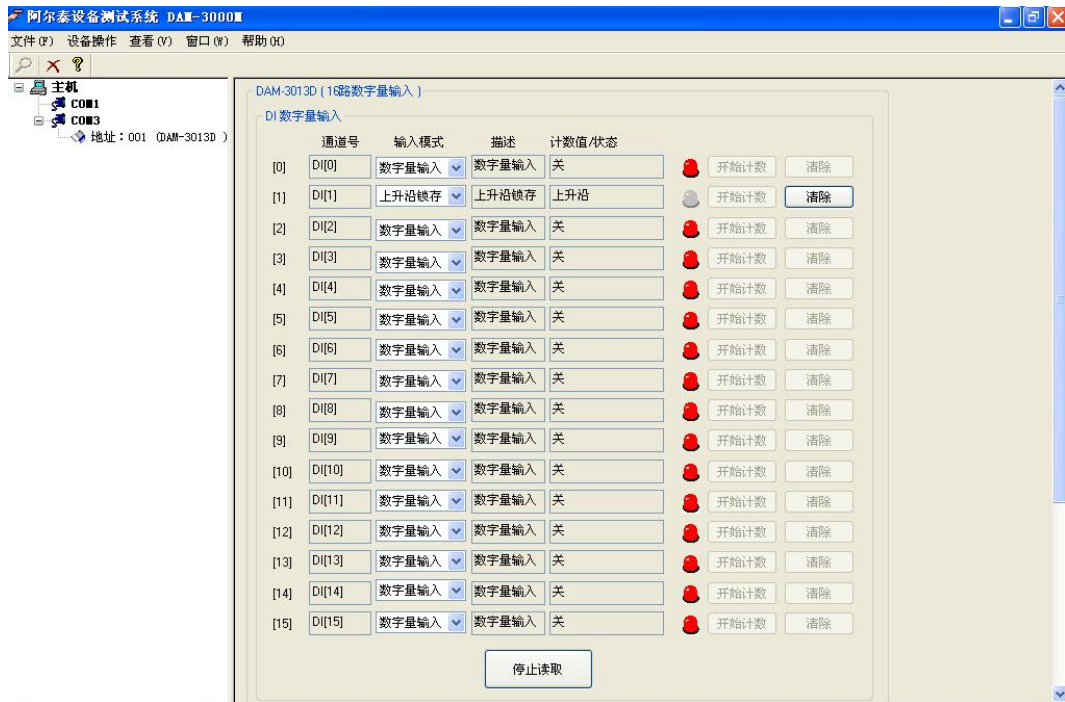 阿尔泰设备测试系统 DAM-3000M
文件(F) 设备操作 查看(V) 窗口(W) 帮助(H)
主机
COM1
COM3
地址：001 (DAM-3013D )
DAM-3013D ( 16路数字量输入 )
DI 数字量输入
通道号 输入模式 描述 计数值/状态
[0] DI[0] 数字量输入 数字量输入 关 开始计数 清除
[1] DI[1] 上升沿锁存 上升沿锁存 上升沿 开始计数 清除
[2] DI[2] 数字量输入 数字量输入 关 开始计数 清除
[3] DI[3] 数字量输入 数字量输入 关 开始计数 清除
[4] DI[4] 数字量输入 数字量输入 关 开始计数 清除
[5] DI[5] 数字量输入 数字量输入 关 开始计数 清除
[6] DI[6] 数字量输入 数字量输入 关 开始计数 清除
[7] DI[7] 数字量输入 数字量输入 关 开始计数 清除
[8] DI[8] 数字量输入 数字量输入 关 开始计数 清除
[9] DI[9] 数字量输入 数字量输入 关 开始计数 清除
[10] DI[10] 数字量输入 数字量输入 关 开始计数 清除
[11] DI[11] 数字量输入 数字量输入 关 开始计数 清除
[12] DI[12] 数字量输入 数字量输入 关 开始计数 清除
[13] DI[13] 数字量输入 数字量输入 关 开始计数 清除
[14] DI[14] 数字量输入 数字量输入 关 开始计数 清除
[15] DI[15] 数字量输入 数字量输入 关 开始计数 清除
停止读取